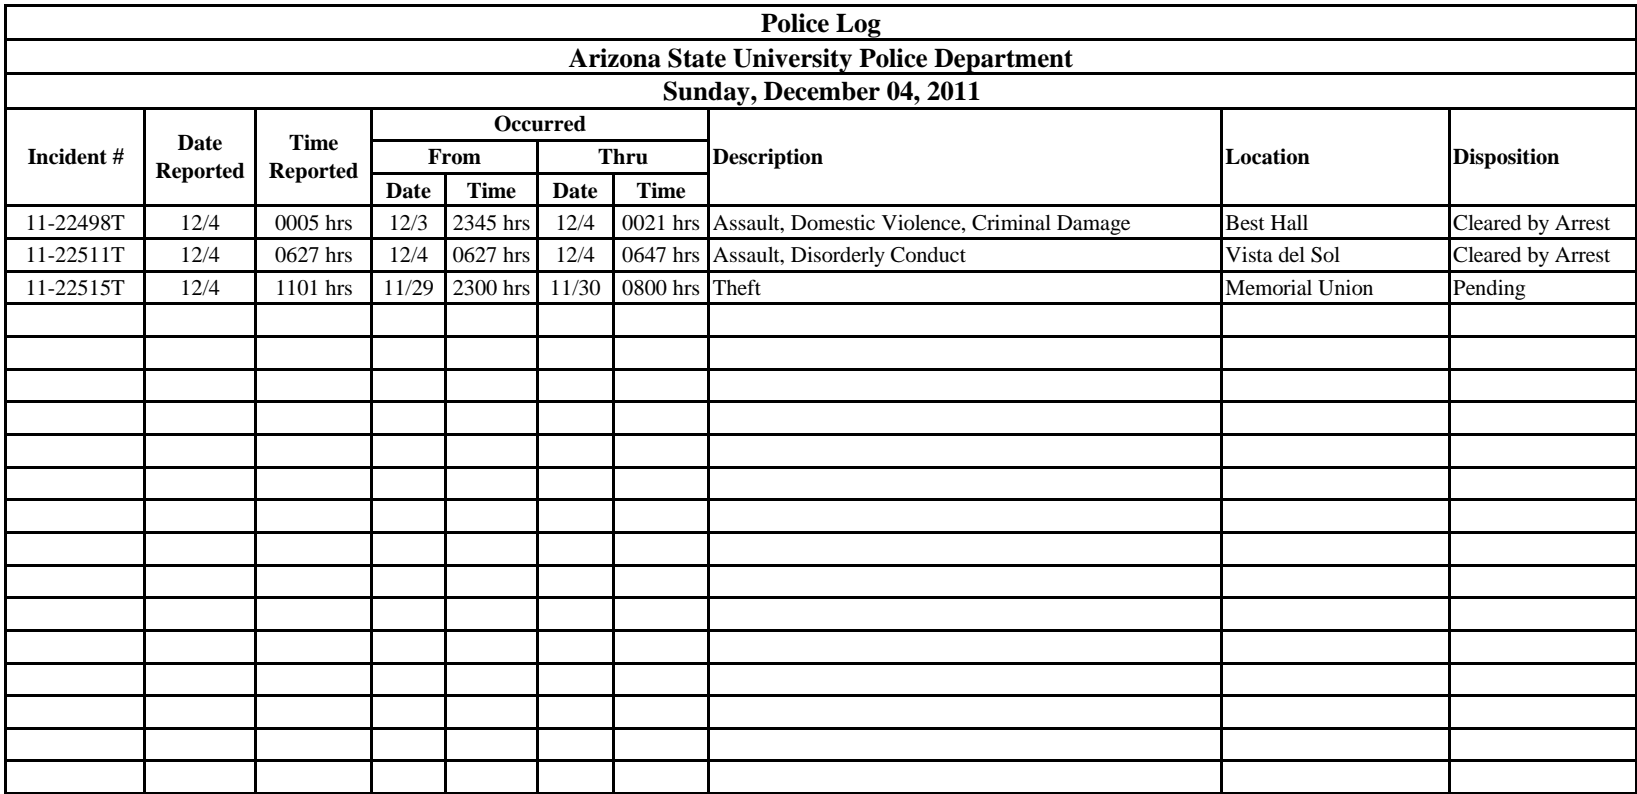 Police Log
Arizona State University Police Department
Sunday, December 04, 2011
Incident # Date Reported Time Reported Occurred Description Location Disposition
From Thru
Date Time Date Time
11-22498T 12/4 0005 hrs 12/3 2345 hrs 12/4 0021 hrs Assault, Domestic Violence, Criminal Damage Best Hall Cleared by Arrest
11-22511T 12/4 0627 hrs 12/4 0627 hrs 12/4 0647 hrs Assault, Disorderly Conduct Vista del Sol Cleared by Arrest
11-22515T 12/4 1101 hrs 11/29 2300 hrs 11/30 0800 hrs Theft Memorial Union Pending